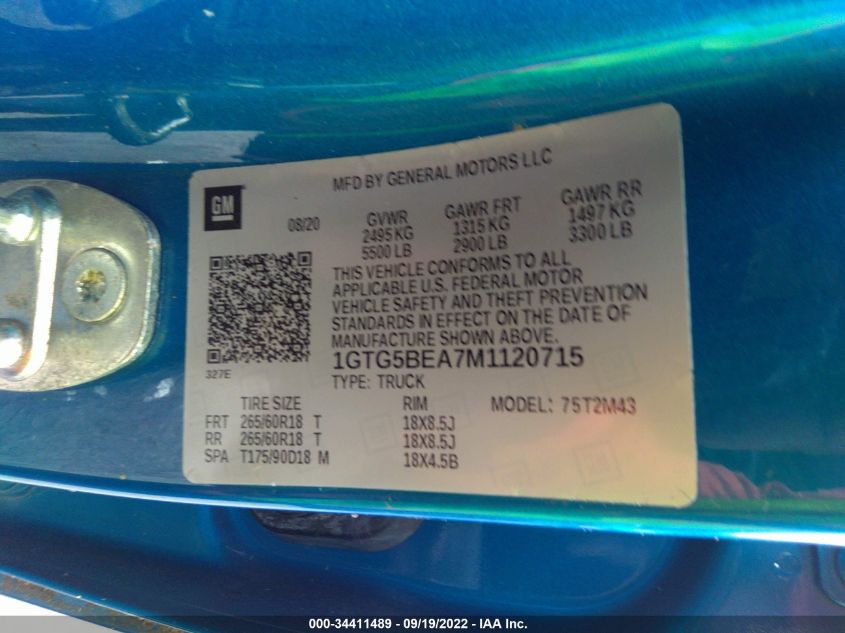 MFD BY GENERAL MOTORS LLC
GM
08/20
GVWR GAWR FRT GAWR RR
2495 KG 1315 KG 1497 KG
5500 LB 2900 LB 3300 LB
THIS VEHICLE CONFORMS TO ALL
APPLICABLE U.S. FEDERAL MOTOR
VEHICLE SAFETY AND THEFT PREVENTION
STANDARDS IN EFFECT ON THE DATE OF
MANUFACTURE SHOWN ABOVE.
327E
1GTG5BEA7M1120715
TYPE: TRUCK
TIRE SIZE RIM MODEL: 75T2M43
FRT 265/60R18 T 18X8.5J
RR 265/60R18 T 18X8.5J
SPA T175/90D18 M 18X4.5B
000-34411489 - 09/19/2022 - IAA Inc.